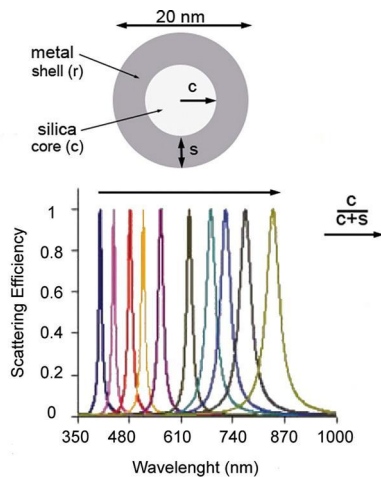 20 nm
metal
shell (r)
c
silica
core (c)
s
c
c+s
Scattering Efficiency
1
0.8
0.6
0.4
0.2
0
350 480 610 740 870 1000
Wavelenght (nm)